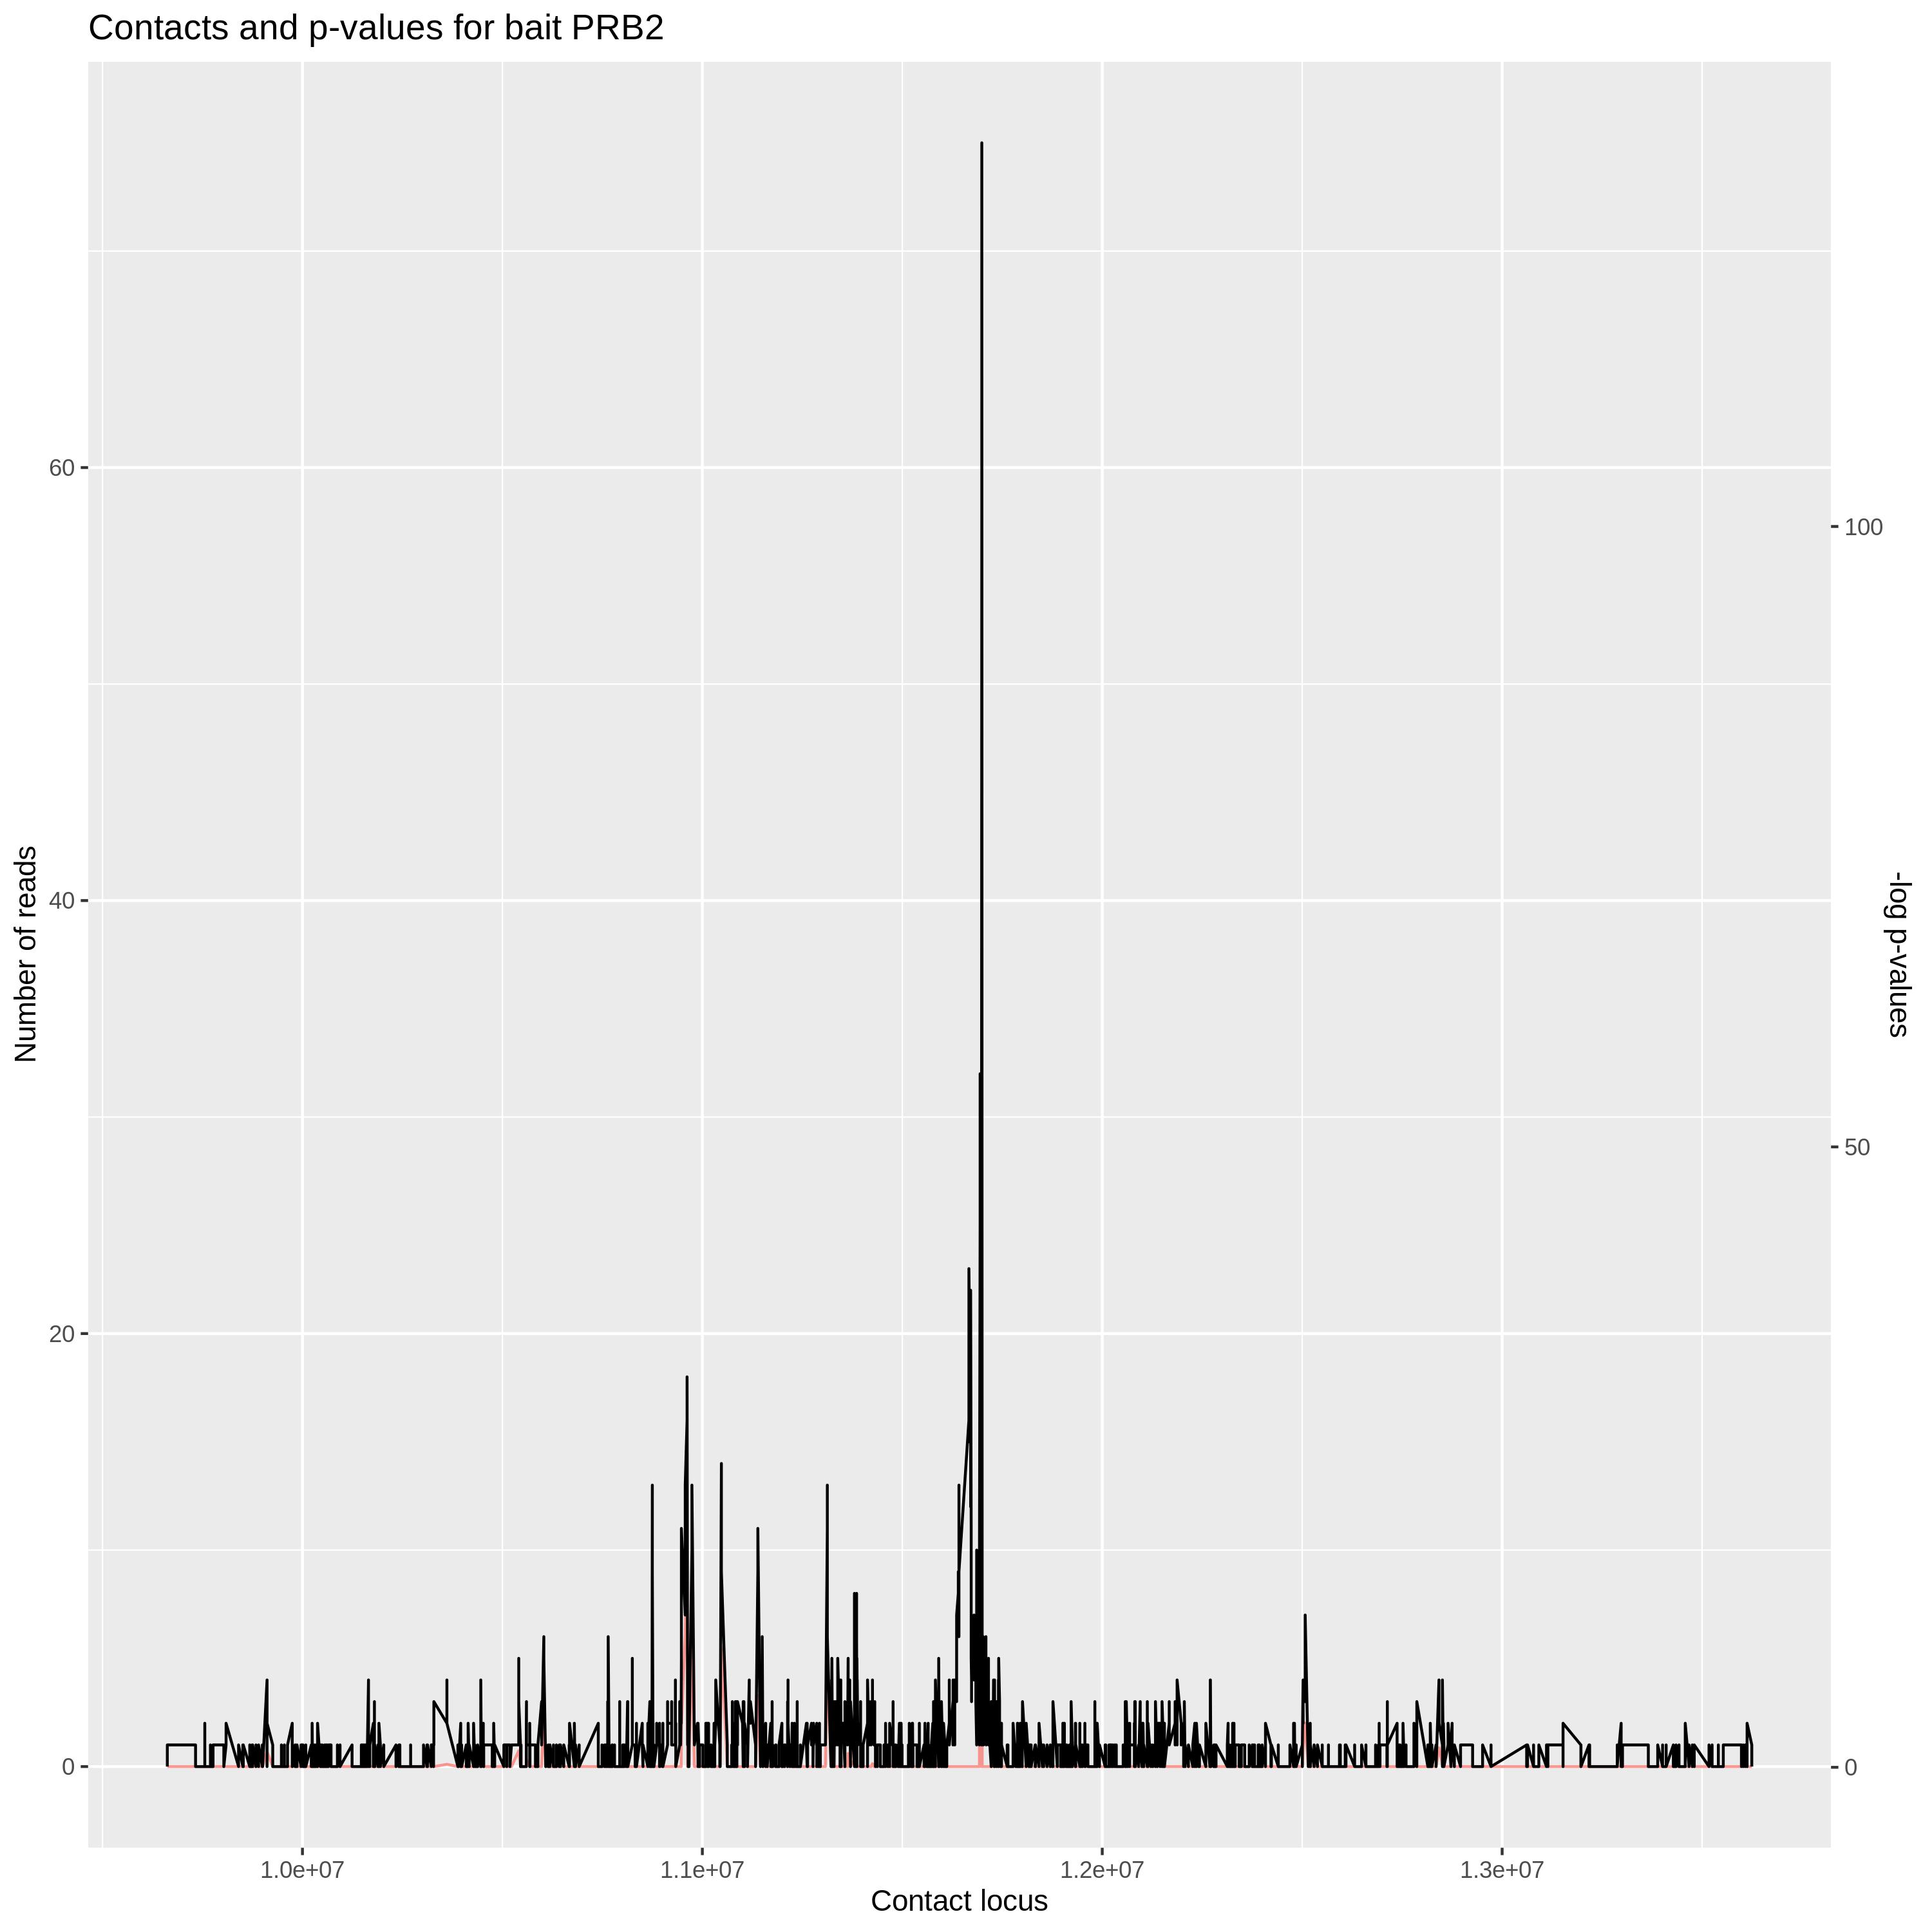 Contacts and p-values for bait PRB2
Number of reads
60
40
20
0
100
50
0
-log p-values
1.0e+07 1.1e+07 1.2e+07 1.3e+07
Contact locus